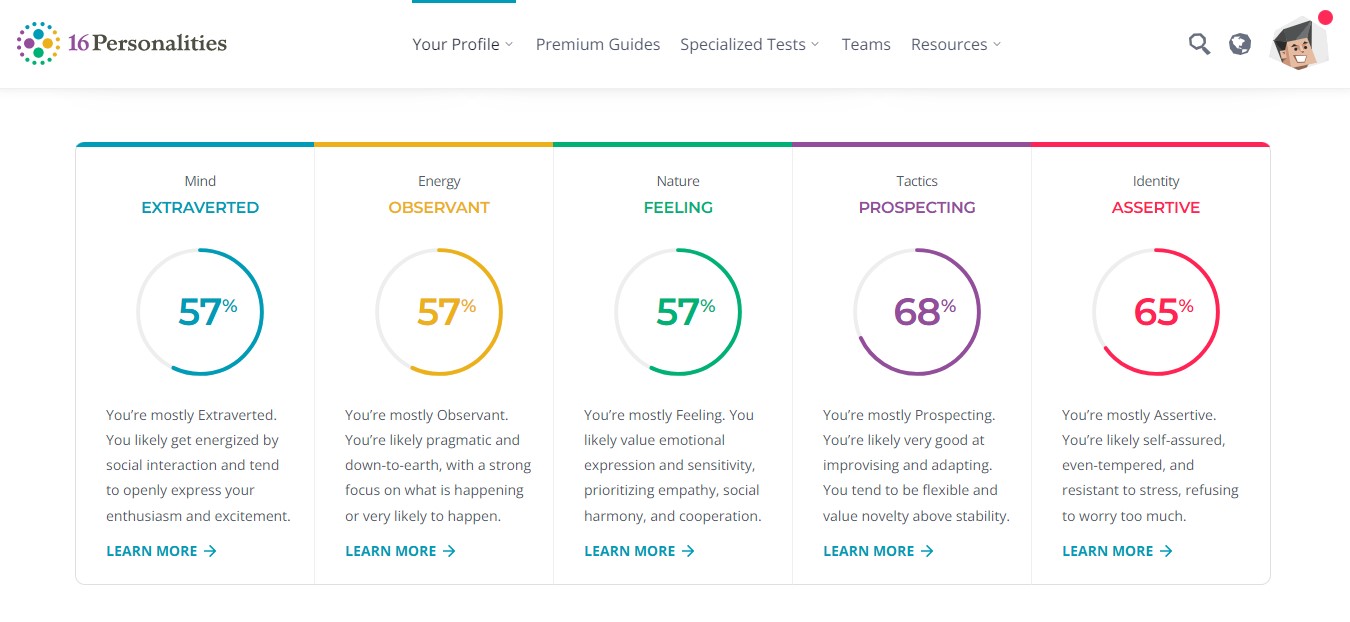 16Personalities
Your Profile
Premium Guides
Specialized Tests
Teams
Resources
Mind
EXTRAVERTED
57%
You’re mostly Extraverted.
You likely get energized by
social interaction and tend
to openly express your
enthusiasm and excitement.
LEARN MORE →
Energy
OBSERVANT
57%
You’re mostly Observant.
You’re likely pragmatic and
down-to-earth, with a strong
focus on what is happening
or very likely to happen.
LEARN MORE →
Nature
FEELING
57%
You’re mostly Feeling. You
likely value emotional
expression and sensitivity,
prioritizing empathy, social
harmony, and cooperation.
LEARN MORE →
Tactics
PROSPECTING
68%
You’re mostly Prospecting.
You’re likely very good at
improvising and adapting.
You tend to be flexible and
value novelty above stability.
LEARN MORE →
Identity
ASSERTIVE
65%
You’re mostly Assertive.
You’re likely self-assured,
even-tempered, and
resistant to stress, refusing
to worry too much.
LEARN MORE →